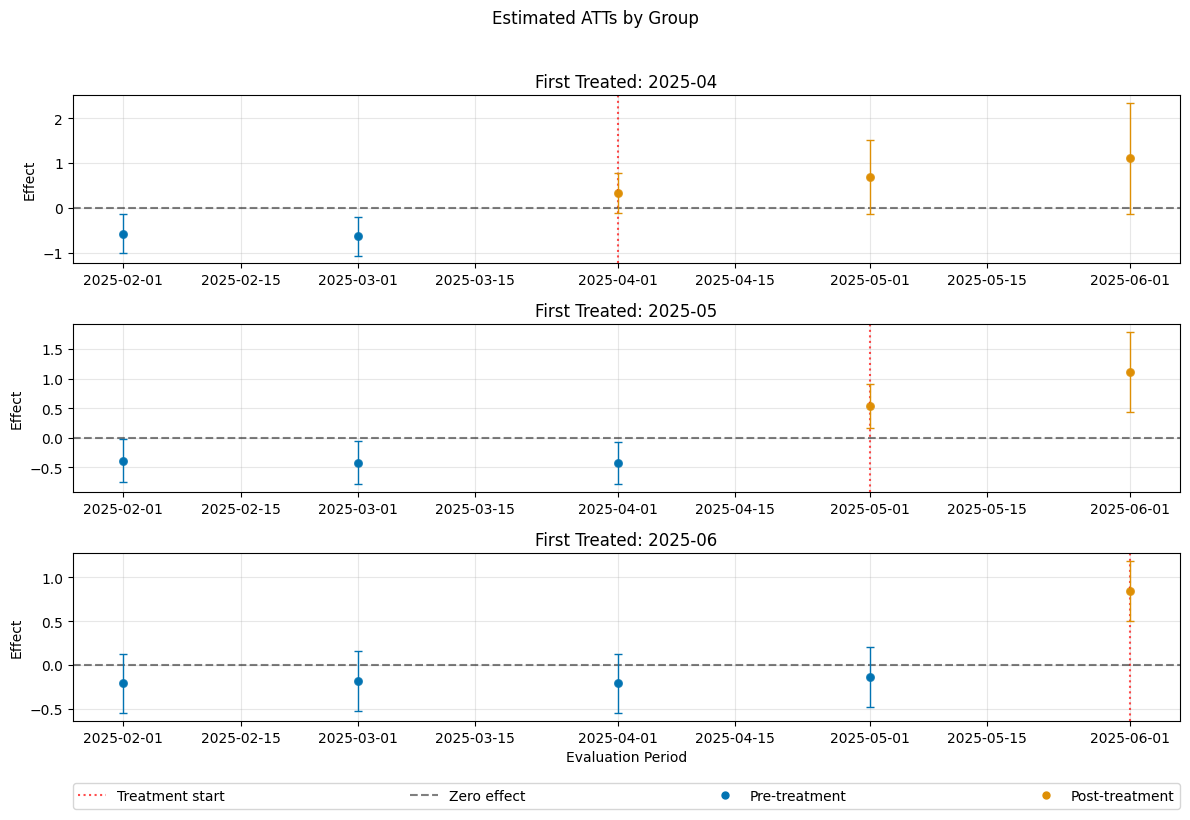 Estimated ATTs by Group
First Treated: 2025-04
2
1
0
−1
Effect
2025-02-01 2025-02-15 2025-03-01 2025-03-15 2025-04-01 2025-04-15 2025-05-01 2025-05-15 2025-06-01
First Treated: 2025-05
1.5
1.0
0.5
0.0
−0.5
Effect
2025-02-01 2025-02-15 2025-03-01 2025-03-15 2025-04-01 2025-04-15 2025-05-01 2025-05-15 2025-06-01
First Treated: 2025-06
1.0
0.5
0.0
−0.5
Effect
2025-02-01 2025-02-15 2025-03-01 2025-03-15 2025-04-01 2025-04-15 2025-05-01 2025-05-15 2025-06-01
Evaluation Period
Treatment start Zero effect Pre-treatment Post-treatment